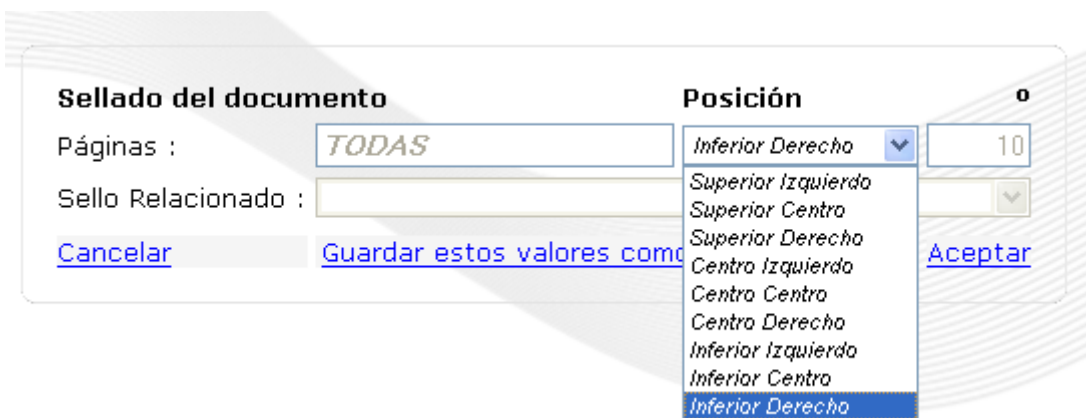 Sellado del documento Posición º
Páginas : TODAS Inferior Derecho 10
Superior Izquierdo
Sello Relacionado :
Superior Centro
Superior Derecho
Cancelar Guardar estos valores como Aceptar
Centro Izquierdo
Centro Centro
Centro Derecho
Inferior Izquierdo
Inferior Centro
Inferior Derecho